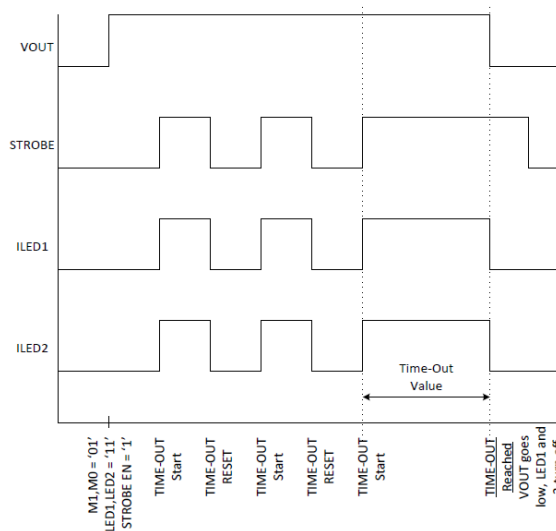 VOUT
STROBE
ILED1
ILED2
Time-Out
Value
M1,M0 = '01'
LED1,LED2 = '11'
STROBE EN = '1'
TIME-OUT
Start
TIME-OUT
RESET
TIME-OUT
Start
TIME-OUT
RESET
TIME-OUT
Start
TIME-OUT
Reached
VOUT goes
low, LED1 and